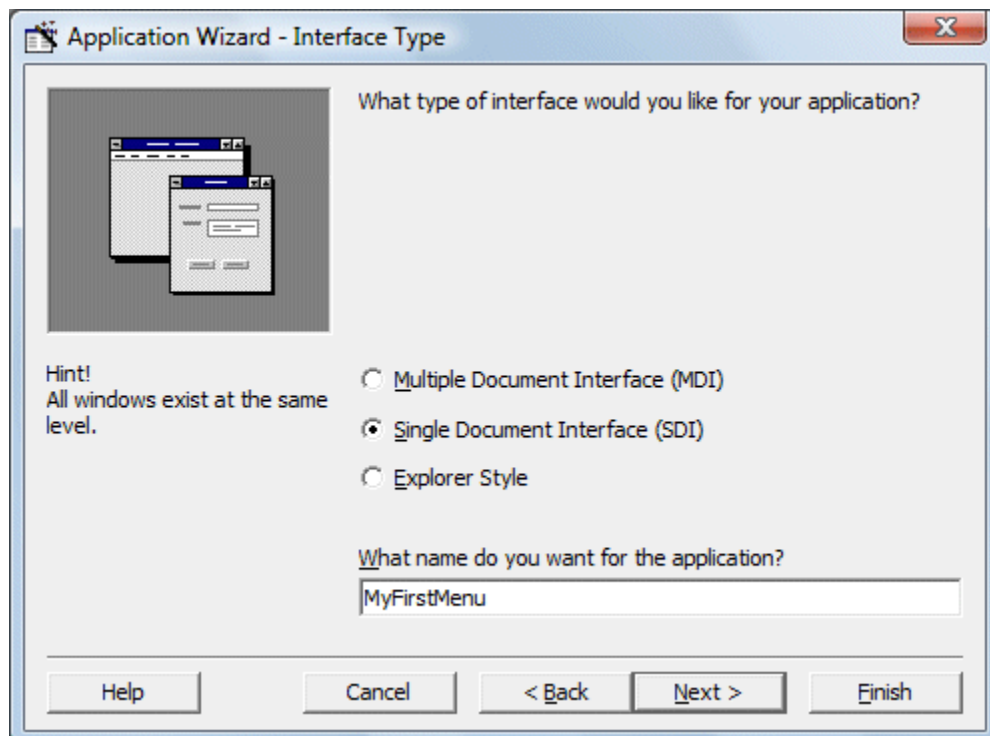 Application Wizard - Interface Type
What type of interface would you like for your application?
Hint!
All windows exist at the same
level.
Multiple Document Interface (MDI)
Single Document Interface (SDI)
Explorer Style
What name do you want for the application?
MyFirstMenu
Help
Cancel
< Back
Next >
Finish